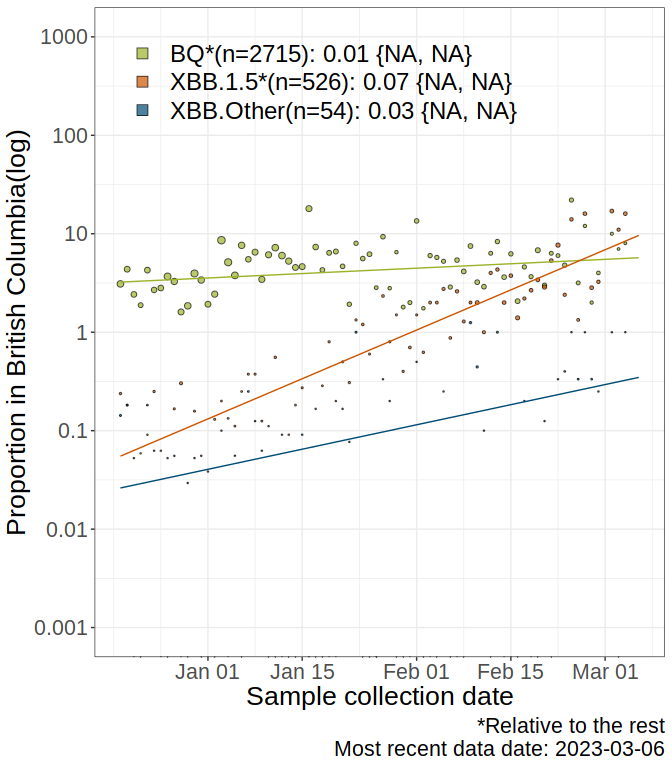 1000
100
10
1
0.1
0.01
0.001
Proportion in British Columbia(log)
BQ*(n=2715): 0.01 {NA, NA}
XBB.1.5*(n=526): 0.07 {NA, NA}
XBB.Other(n=54): 0.03 {NA, NA}
Jan 01 Jan 15 Feb 01 Feb 15 Mar 01
Sample collection date
*Relative to the rest
Most recent data date: 2023-03-06